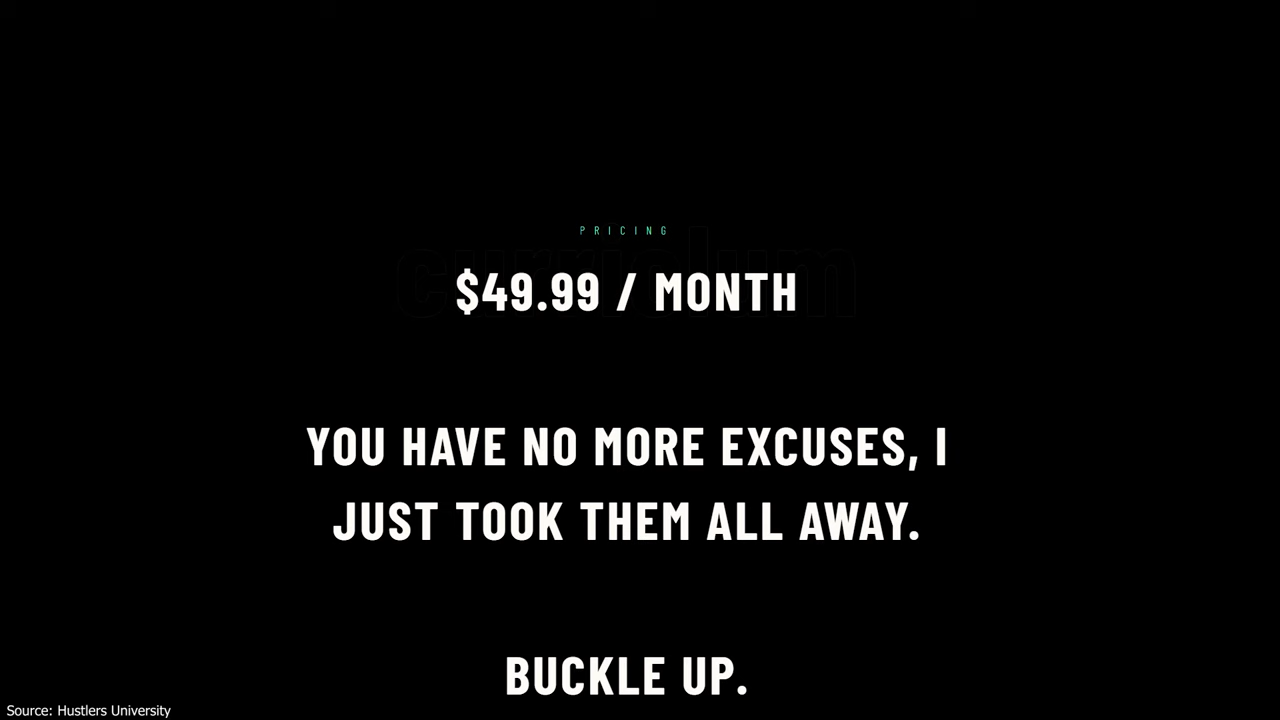 PRICING
curriculum
$49.99 / MONTH
YOU HAVE NO MORE EXCUSES, I
JUST TOOK THEM ALL AWAY.
BUCKLE UP.
Source: Hustlers University